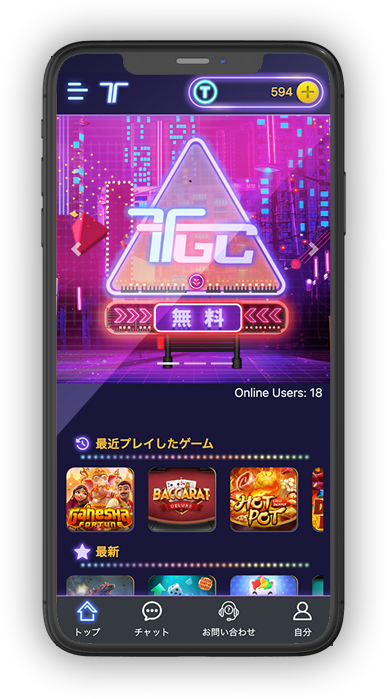 594
TGC
無料
Online Users: 18
最近プレイしたゲーム
GANESHA
FORTUNE
BACCARAT
DELUXE
HOT
POT
最新
トップ
チャット
お問い合わせ
自分